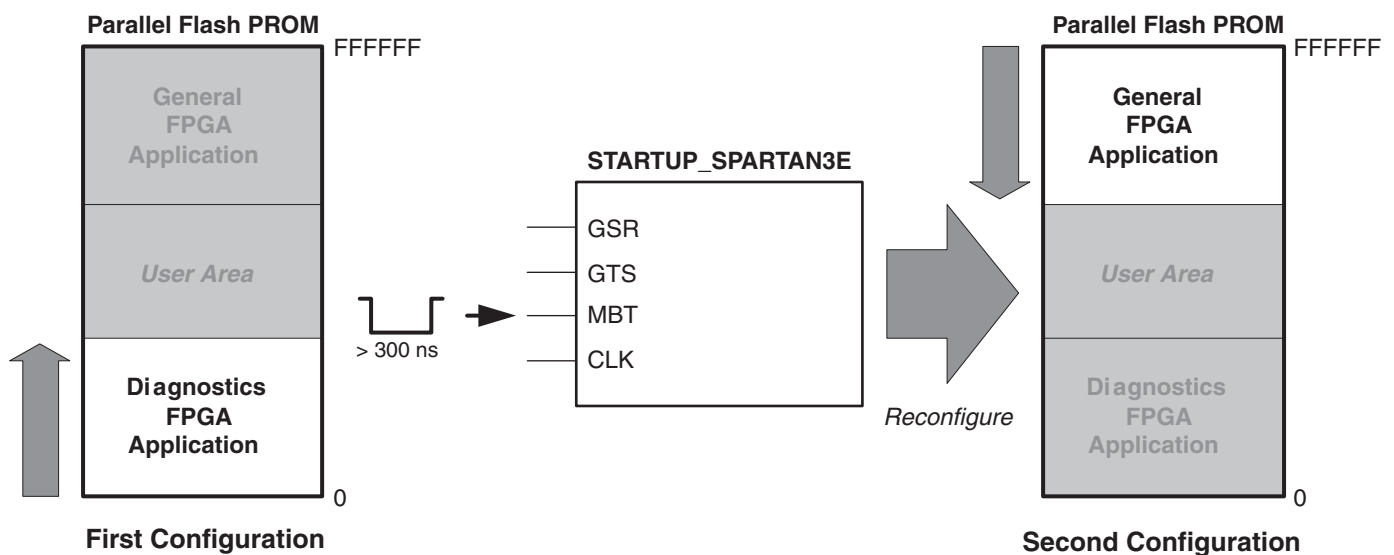 Parallel Flash PROM
FFFFFF
General
FPGA
Application
User Area
Diagnostics
FPGA
Application
0
First Configuration
> 300 ns
STARTUP_SPARTAN3E
GSR
GTS
MBT
CLK
Reconfigure
Parallel Flash PROM
FFFFFF
General
FPGA
Application
User Area
Diagnostics
FPGA
Application
0
Second Configuration